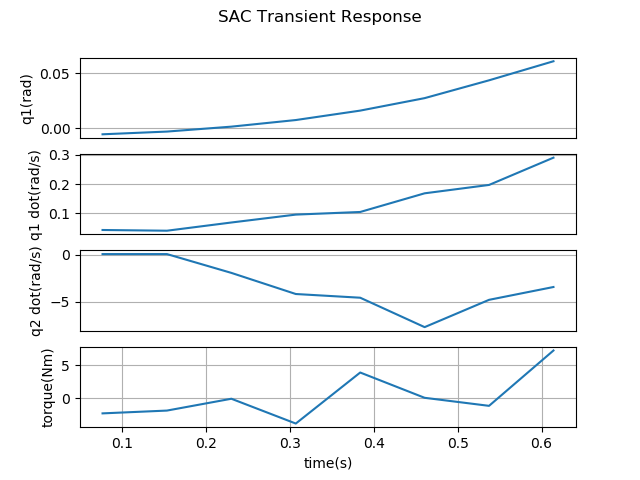 SAC Transient Response
q1(rad)
0.05
0.00
q1 dot(rad/s)
0.3
0.2
0.1
q2 dot(rad/s)
0
−5
torque(Nm)
5
0
0.1 0.2 0.3 0.4 0.5 0.6
time(s)